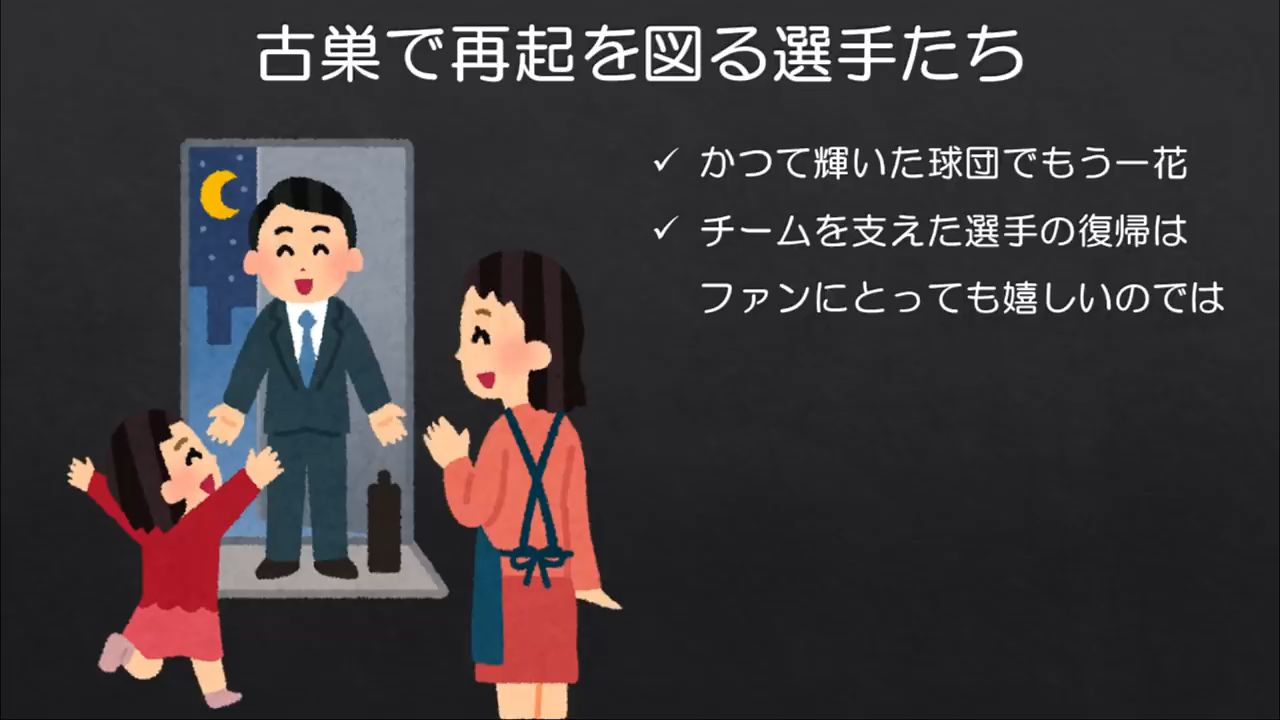 古巣で再起を図る選手たち
✓ かつて輝いた球団でもう一花
✓ チームを支えた選手の復帰は
ファンにとっても嬉しいのでは